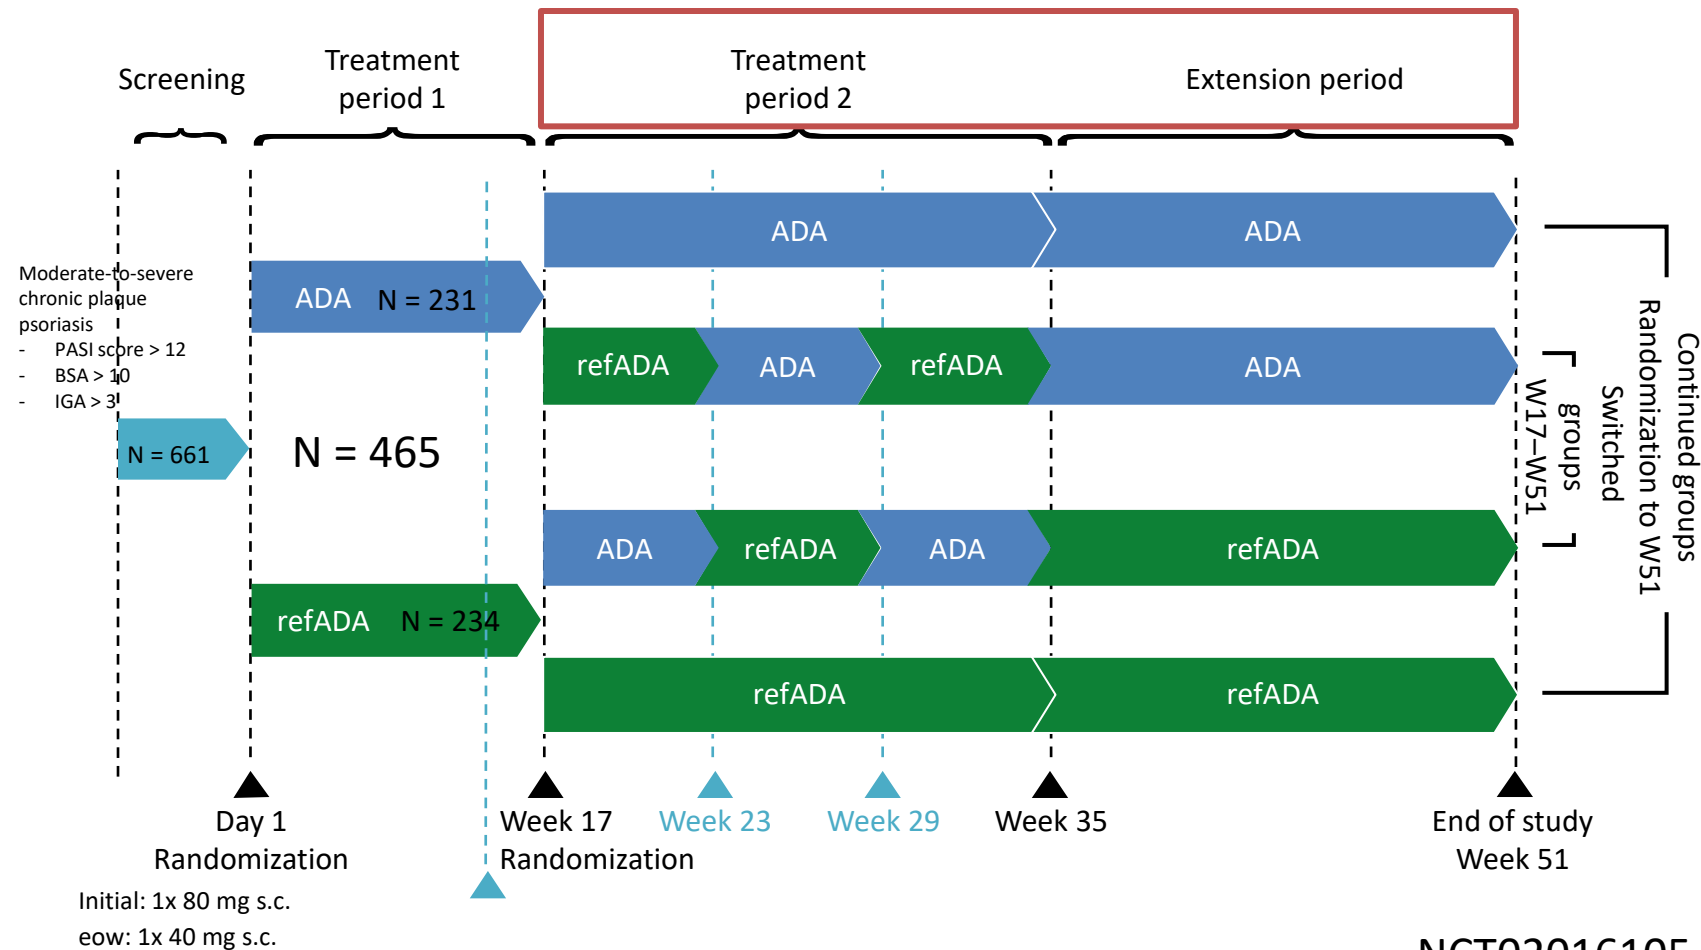 Screening
Treatment
period 1
Treatment
period 2
Extension period
Moderate-to-severe
chronic plaque
psoriasis
- PASI score > 12
- BSA > 10
- IGA > 3
N = 661
N = 465
ADA N = 231
refADA N = 234
ADA
ADA
refADA
ADA
refADA
ADA
ADA
refADA
ADA
refADA
refADA
refADA
Continued groups
Randomization to W51
Switched
groups
W17–W51
Day 1
Randomization
Week 17
Randomization
Week 23
Week 29
Week 35
End of study
Week 51
Initial: 1x 80 mg s.c.
eow: 1x 40 mg s.c.